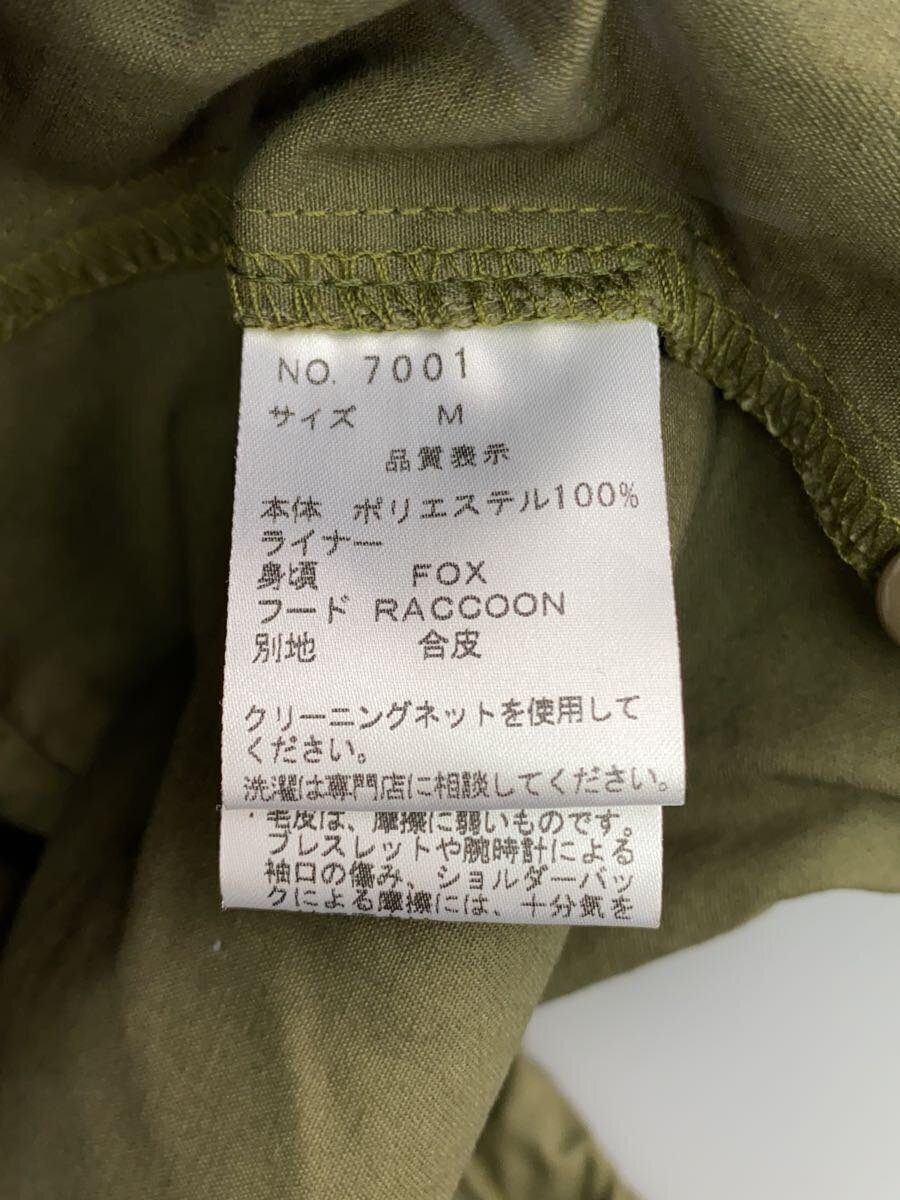 NO. 7001
サイズ M
品質表示
本体 ポリエステル100%
ライナー
身頃 FOX
フード RACCOON
別地 合皮
クリーニングネットを使用して
ください。
洗濯は専門店に相談してください。
毛皮は、摩擦に弱いものです。
ブレスレットや腕時計による
袖口の傷み、ショルダーバッ
クによる摩擦には、十分気を